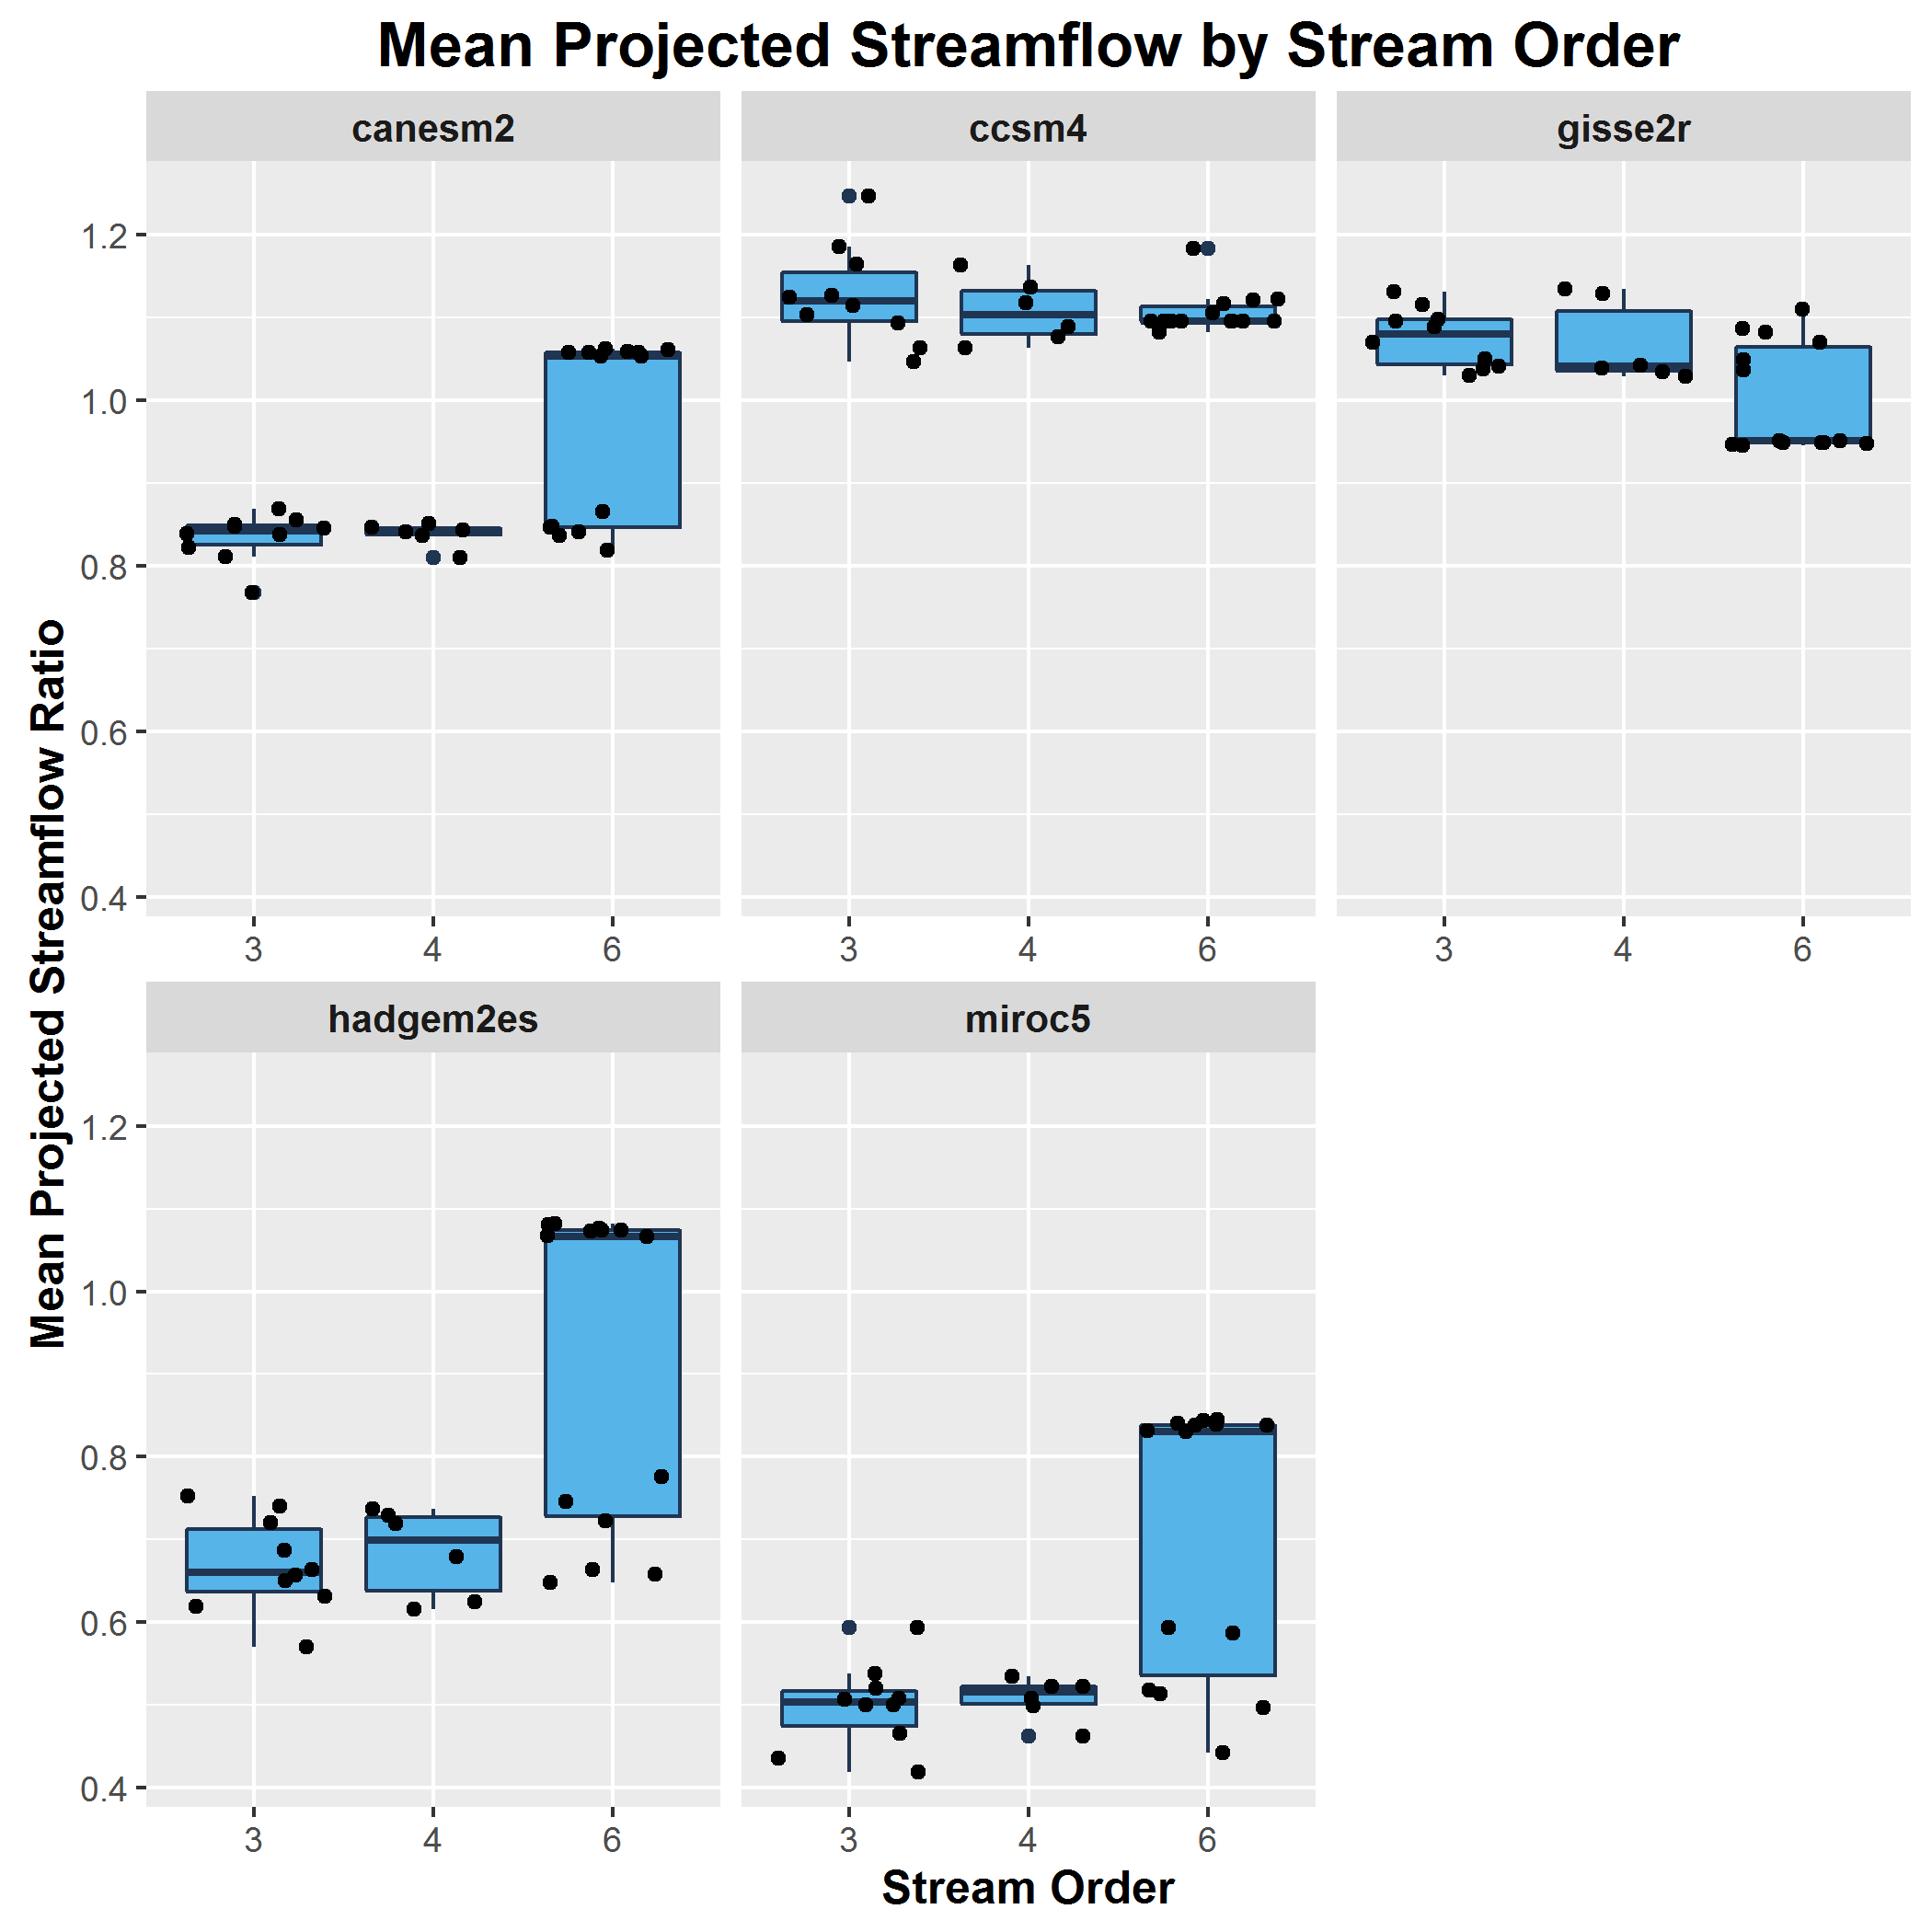 Mean Projected Streamflow by Stream Order
canesm2 ccsm4 gisse2r
1.2
1.0
0.8
0.6
0.4
3 4 6 3 4 6 3 4 6
Mean Projected Streamflow Ratio
hadgem2es miroc5
1.2
1.0
0.8
0.6
0.4
3 4 6 3 4 6
Stream Order